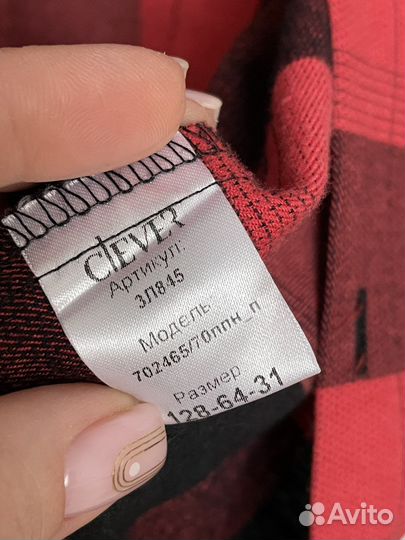 CLEVER
Артикул:
3Л845
Модель:
702465/70ппн_п
Размер
128-64-31
Avito